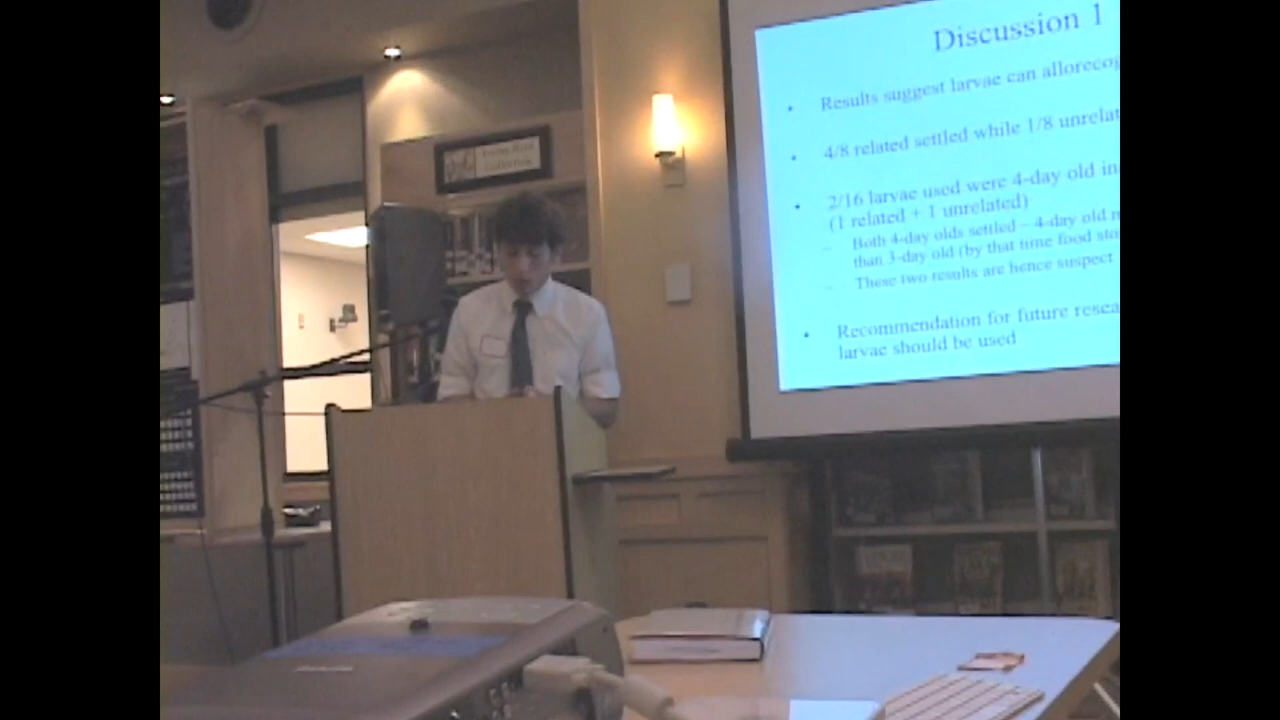 Discussion 1
• Results suggest larvae can allorecog
• 4/8 related settled while 1/8 unrelat
• 2/16 larvae used were 4-day old in
(1 related + 1 unrelated)
– Both 4-day olds settled – 4-day old
than 3-day old (by that time food sto
– These two results are hence suspect
• Recommendation for future resea
larvae should be used
Collection